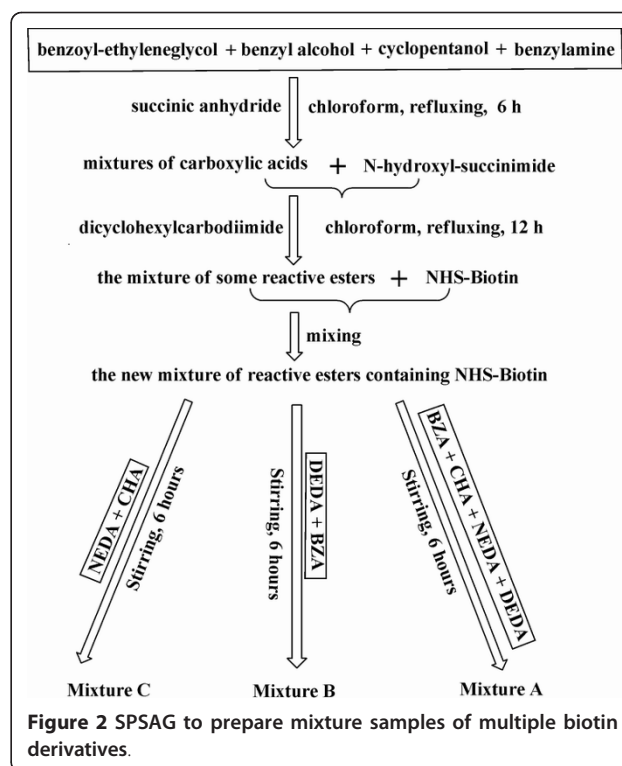 benzoyl-ethyleneglycol + benzyl alcohol + cyclopentanol + benzylamine
succinic anhydride chloroform, refluxing, 6 h
mixtures of carboxylic acids + N-hydroxyl-succinimide
dicyclohexylcarbodiimide chloroform, refluxing, 12 h
the mixture of some reactive esters + NHS-Biotin
mixing
the new mixture of reactive esters containing NHS-Biotin
NEDA + CHA
Stirring, 6 hours
Stirring, 6 hours
DEDA + BZA
BZA + CHA + NEDA + DEDA
Stirring, 6 hours
Mixture C Mixture B Mixture A
Figure 2 SPSAG to prepare mixture samples of multiple biotin
derivatives.